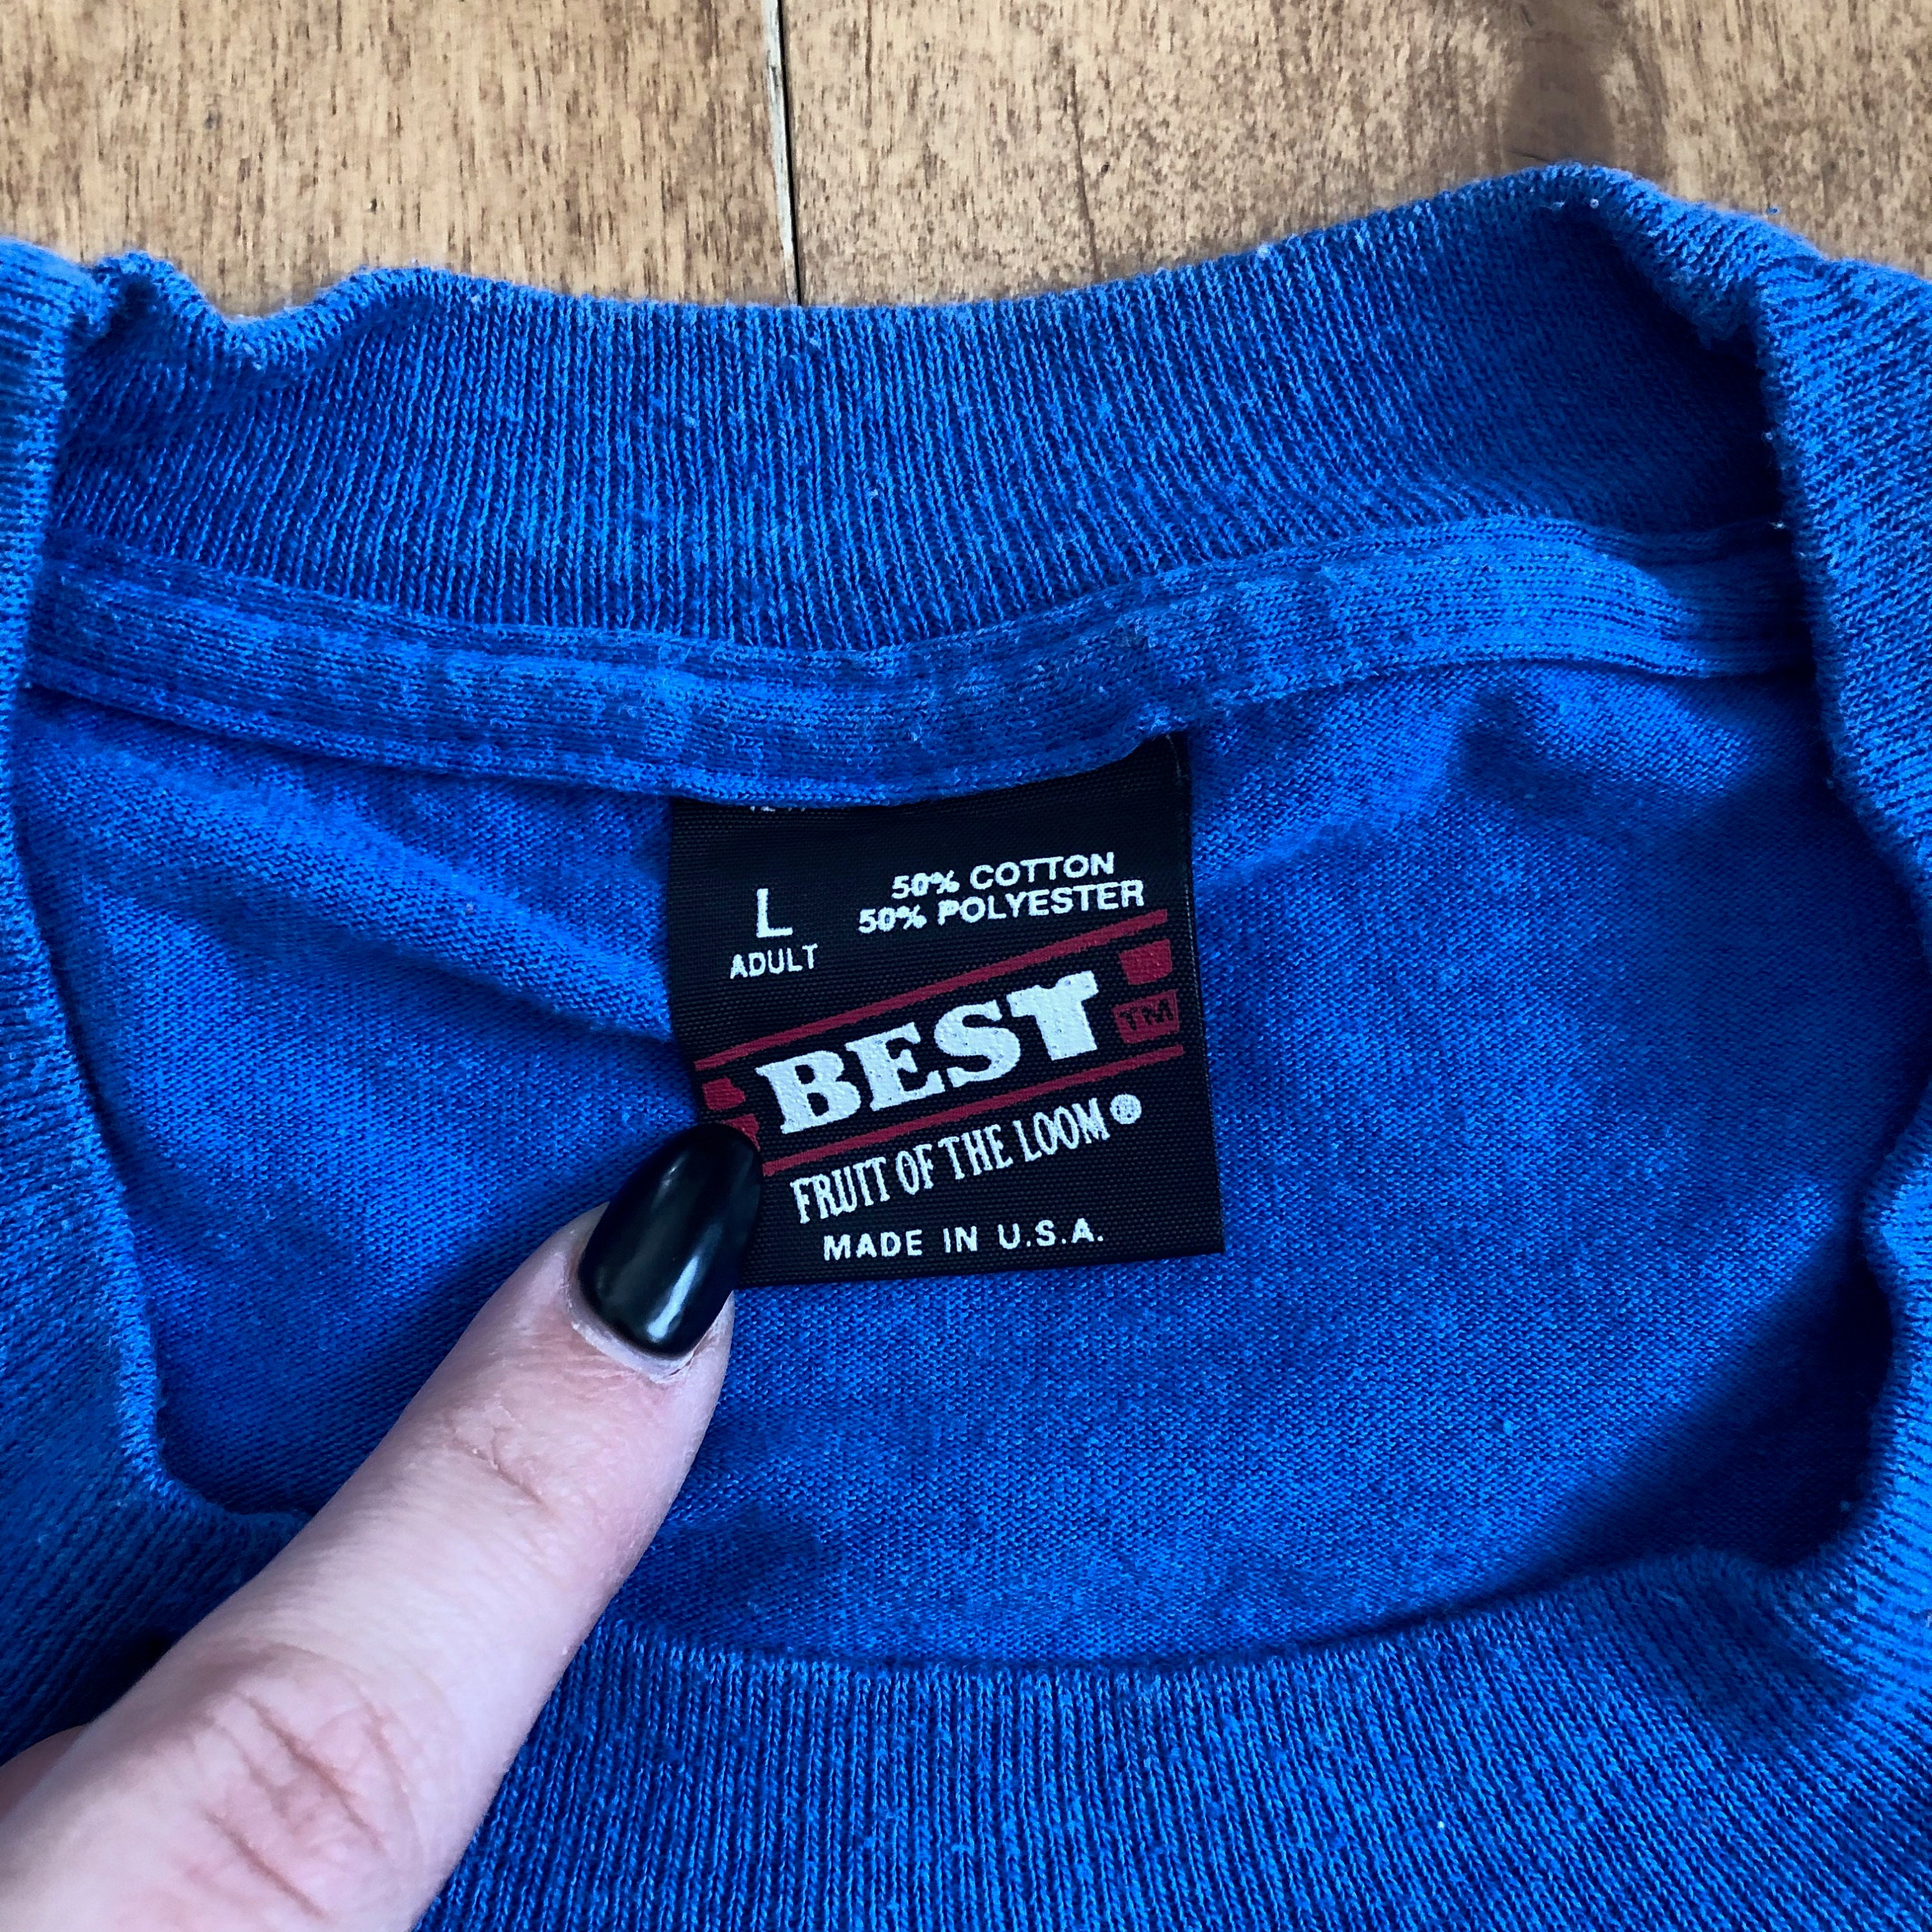 L
ADULT
50% COTTON
50% POLYESTER
BEST
TM
FRUIT OF THE LOOM®
MADE IN U.S.A.